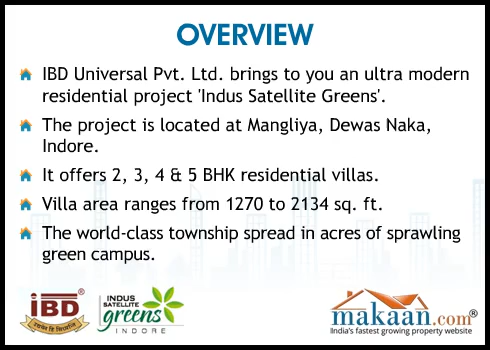 OVERVIEW
IBD Universal Pvt. Ltd. brings to you an ultra modern
residential project 'Indus Satellite Greens'.
The project is located at Mangliya, Dewas Naka,
Indore.
It offers 2, 3, 4 & 5 BHK residential villas.
Villa area ranges from 1270 to 2134 sq. ft.
The world-class township spread in acres of sprawling
green campus.
IBD®
INDUS
SATELLITE
greens
INDORE
makaan.com®
India's fastest growing property website